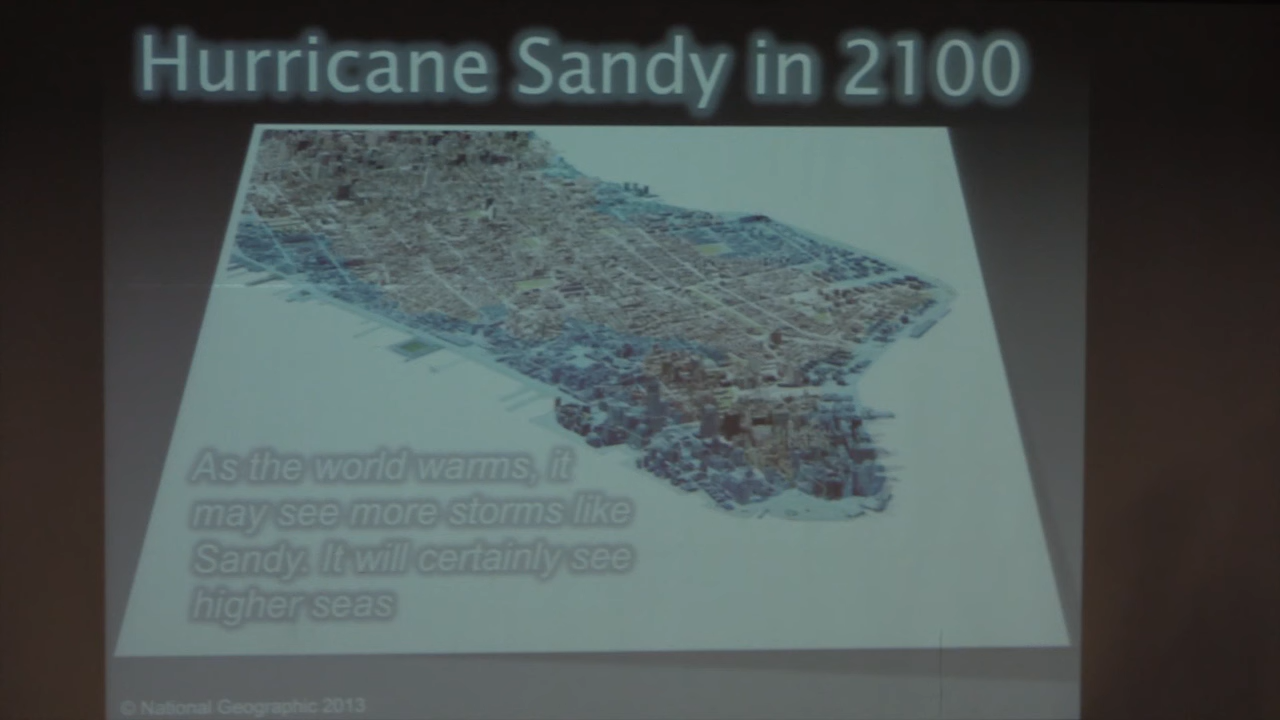 Hurricane Sandy in 2100
As the world warms, it
may see more storms like
Sandy. It will certainly see
higher seas
© National Geographic 2013